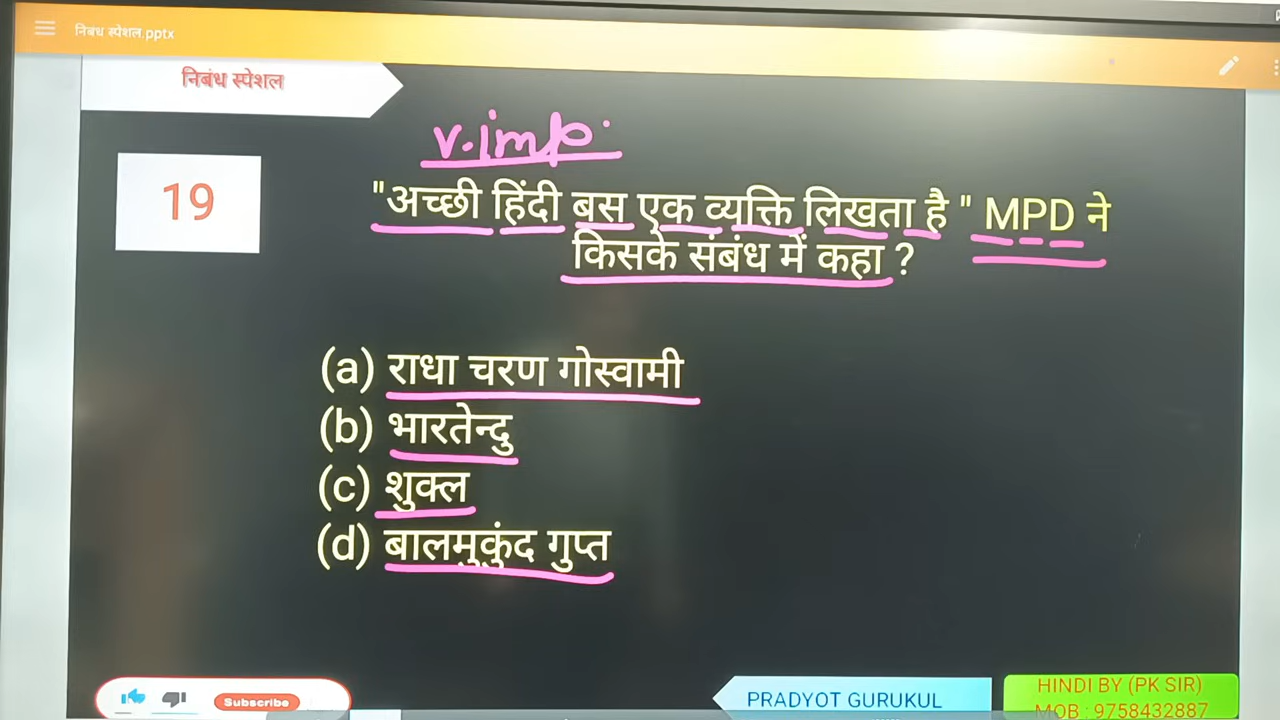 निबध स्पेशल.pptx
निबंध स्पेशल
v.imp.
19
"अच्छी हिंदी बस एक व्यक्ति लिखता है " MPD ने
किसके संबंध में कहा ?
(a) राधा चरण गोस्वामी
(b) भारतेन्दु
(c) शुक्ल
(d) बालमुकुंद गुप्त
Subscribe
PRADYOT GURUKUL
HINDI BY (PK SIR)
MOB : 9758432887